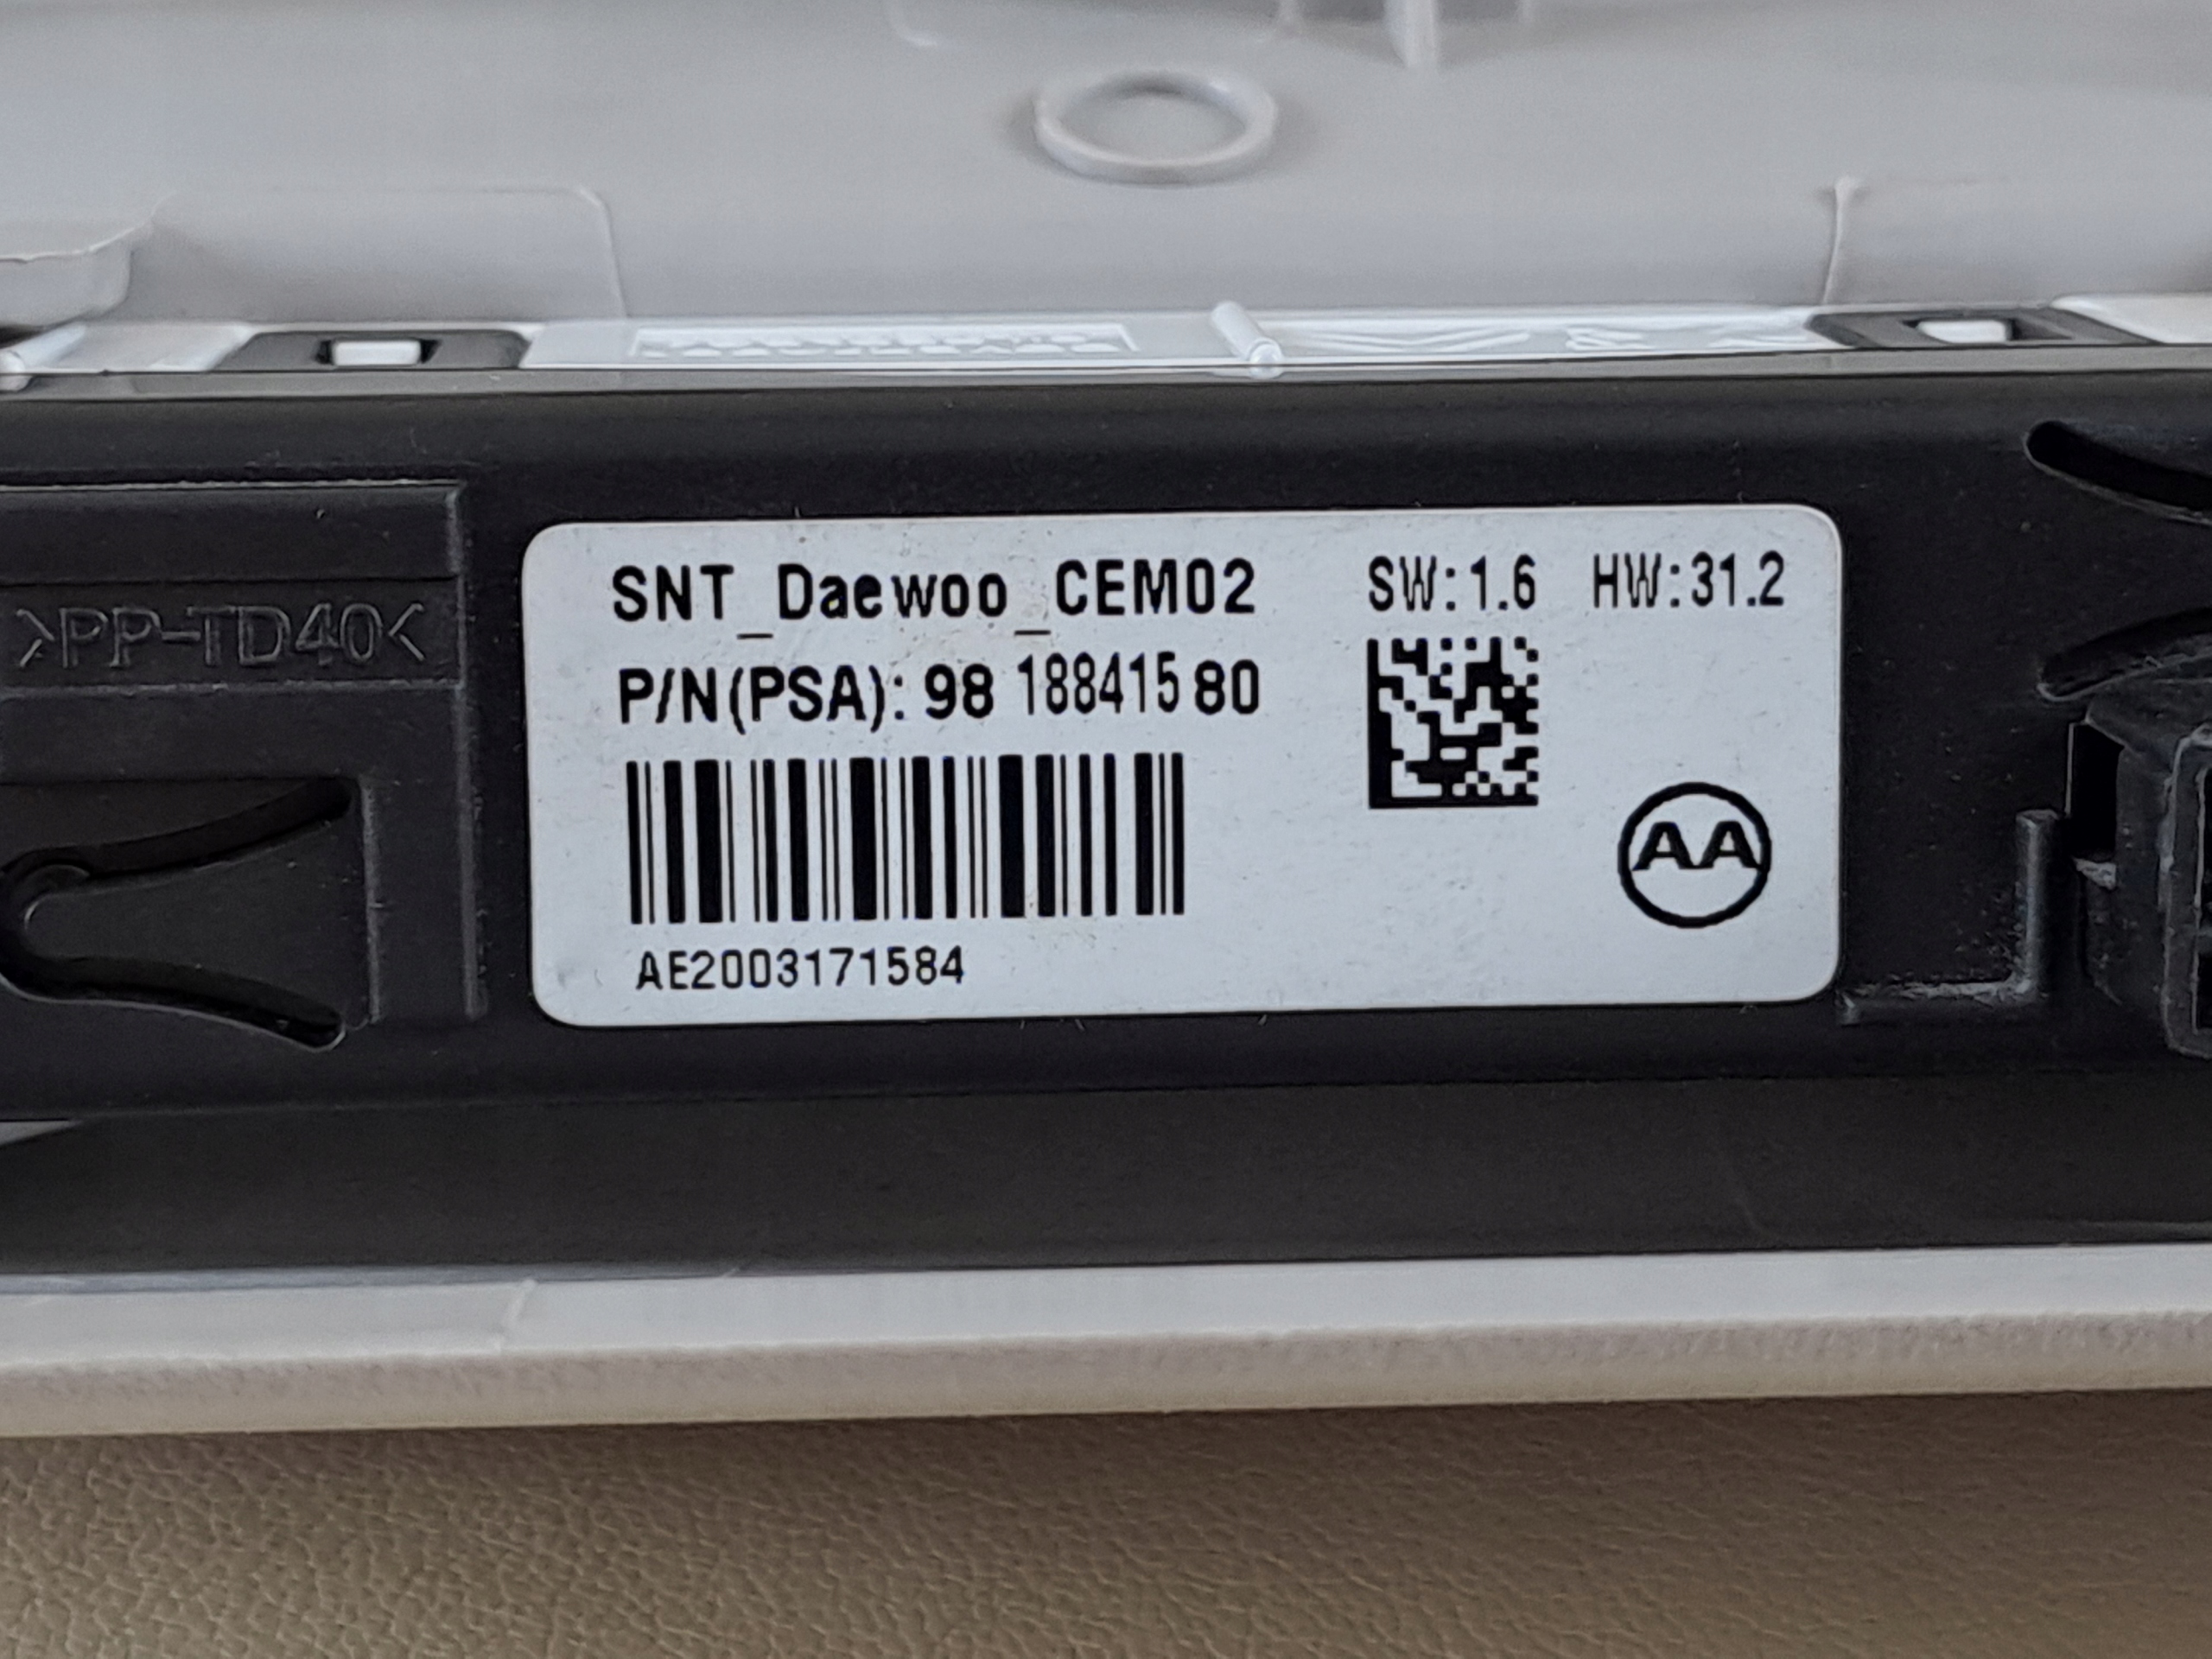 >PP-TD40<
SNT_Daewoo_CEM02 SW:1.6 HW:31.2
P/N(PSA): 98 188415 80
AA
AE2003171584